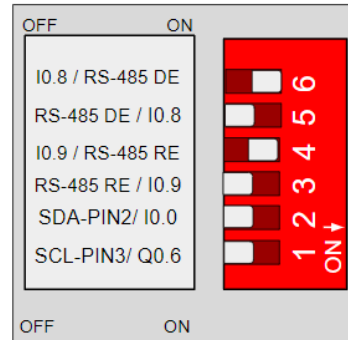 OFF ON
I0.8 / RS-485 DE
RS-485 DE / I0.8
I0.9 / RS-485 RE
RS-485 RE / I0.9
SDA-PIN2/ I0.0
SCL-PIN3/ Q0.6
OFF ON
6
5
4
3
2
1
ON